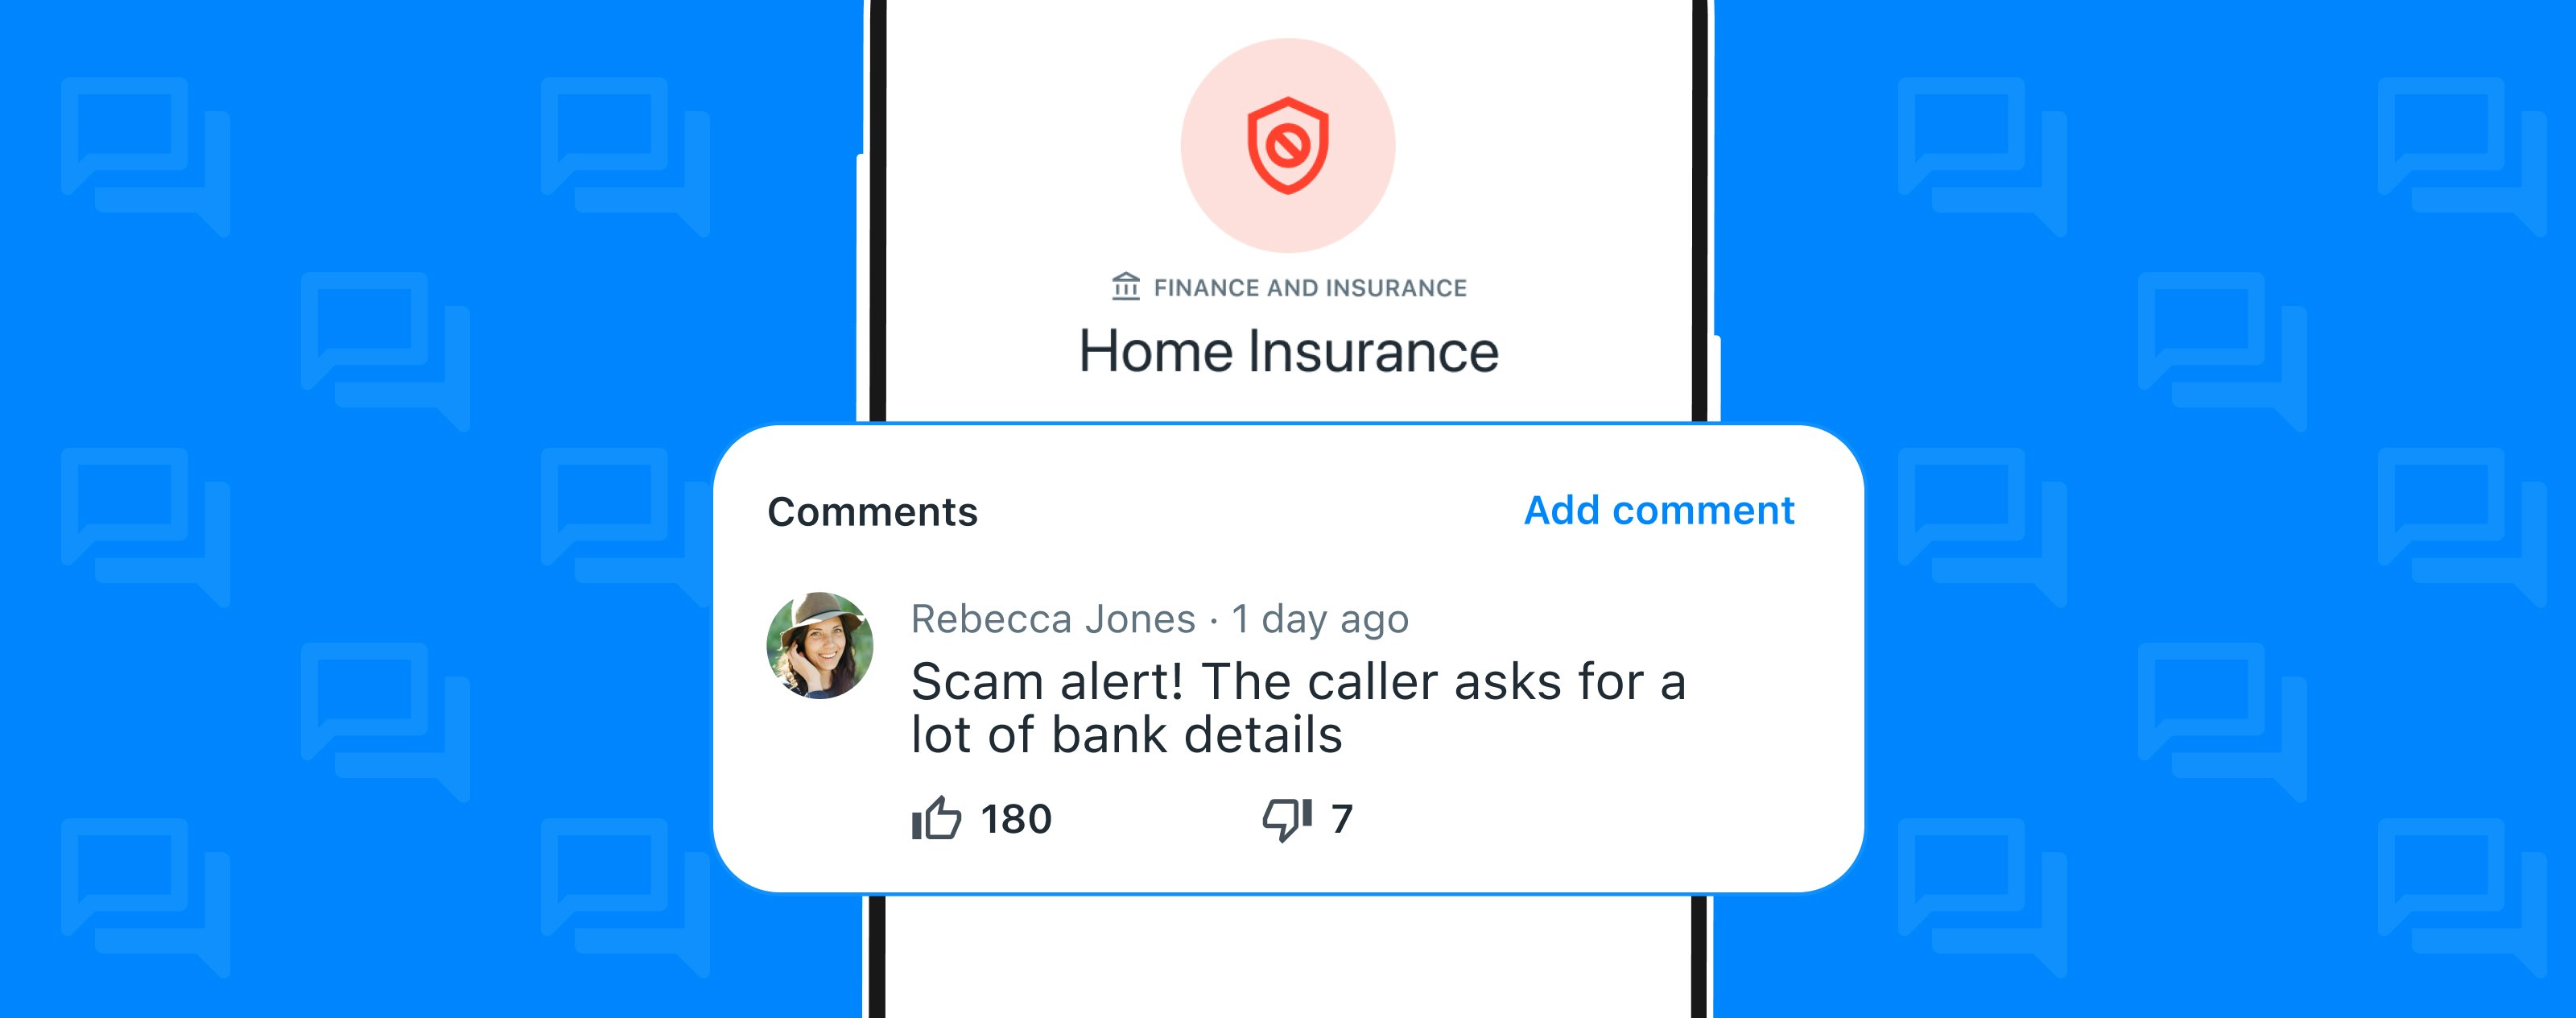 FINANCE AND INSURANCE
Home Insurance
Comments
Add comment
Rebecca Jones · 1 day ago
Scam alert! The caller asks for a
lot of bank details
180
7